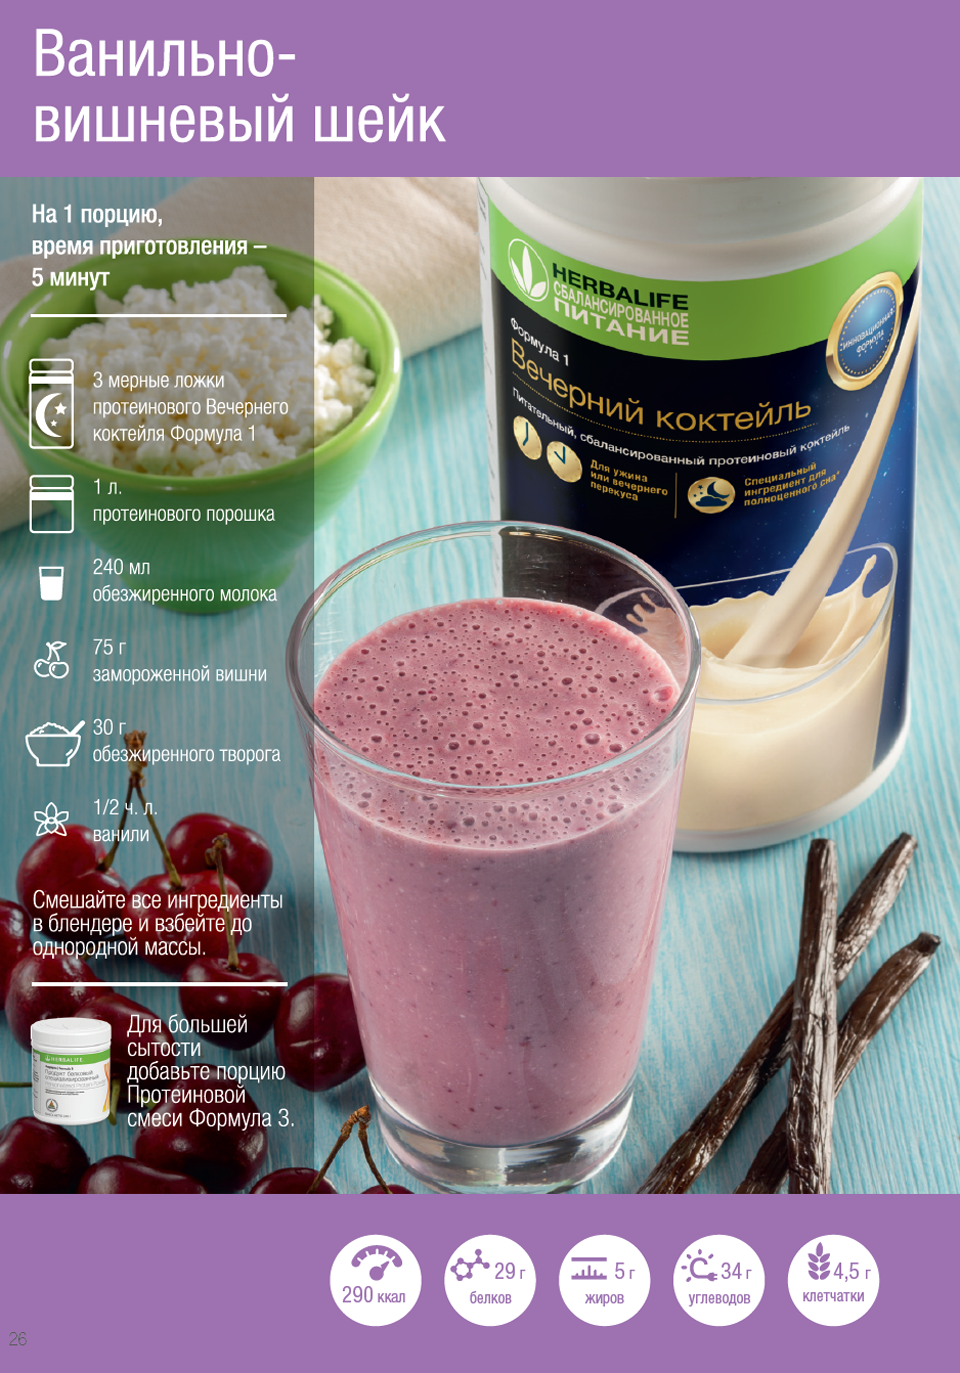 Ванильно-
вишневый шейк
На 1 порцию,
время приготовления –
5 минут
3 мерные ложки
протеинового Вечернего
коктейля Формула 1
1 л.
протеинового порошка
240 мл
обезжиренного молока
75 г
замороженной вишни
30 г
обезжиренного творога
1/2 ч. л.
ванили
Смешайте все ингредиенты
в блендере и взбейте до
однородной массы.
HERBALIFE
Для большей
сытости
добавьте порцию
Протеиновой
смеси Формула 3.
HERBALIFE
СБАЛАНСИРОВАННОЕ
ПИТАНИЕ
ИННОВАЦИОННАЯ
ФОРМУЛА
Формула 1
Вечерний коктейль
Питательный, сбалансированный протеиновый коктейль
Для ужина
или вечернего
перекуса
Специальный
ингредиент для
полноценного сна*
290 ккал
29 г
белков
5 г
жиров
34 г
углеводов
4,5 г
клетчатки
26